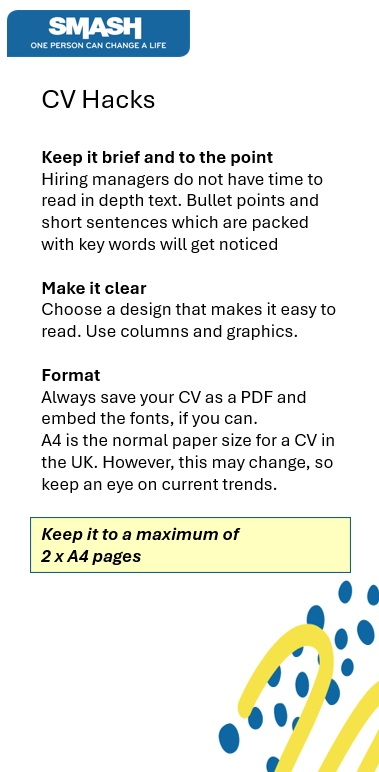 SMASH
ONE PERSON CAN CHANGE A LIFE
CV Hacks
Keep it brief and to the point
Hiring managers do not have time to
read in depth text. Bullet points and
short sentences which are packed
with key words will get noticed
Make it clear
Choose a design that makes it easy to
read. Use columns and graphics.
Format
Always save your CV as a PDF and
embed the fonts, if you can.
A4 is the normal paper size for a CV in
the UK. However, this may change, so
keep an eye on current trends.
Keep it to a maximum of
2 x A4 pages